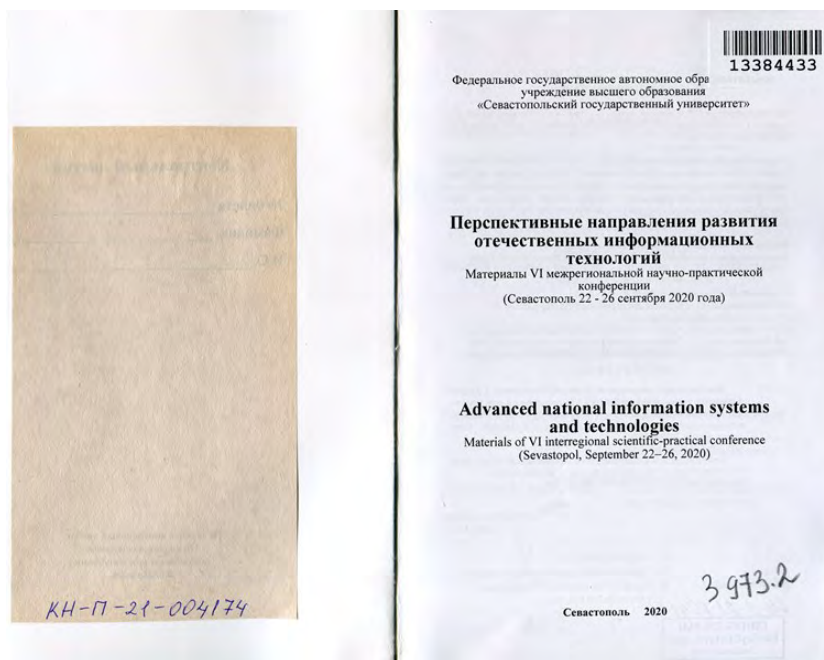 КН-П-21-004174
13384433
Федеральное государственное автономное обра
учреждение высшего образования
«Севастопольский государственный университет»
Перспективные направления развития
отечественных информационных
технологий
Материалы VI межрегиональной научно-практической
конференции
(Севастополь 22 - 26 сентября 2020 года)
Advanced national information systems
and technologies
Materials of VI interregional scientific-practical conference
(Sevastopol, September 22–26, 2020)
З 973.2
Севастополь 2020